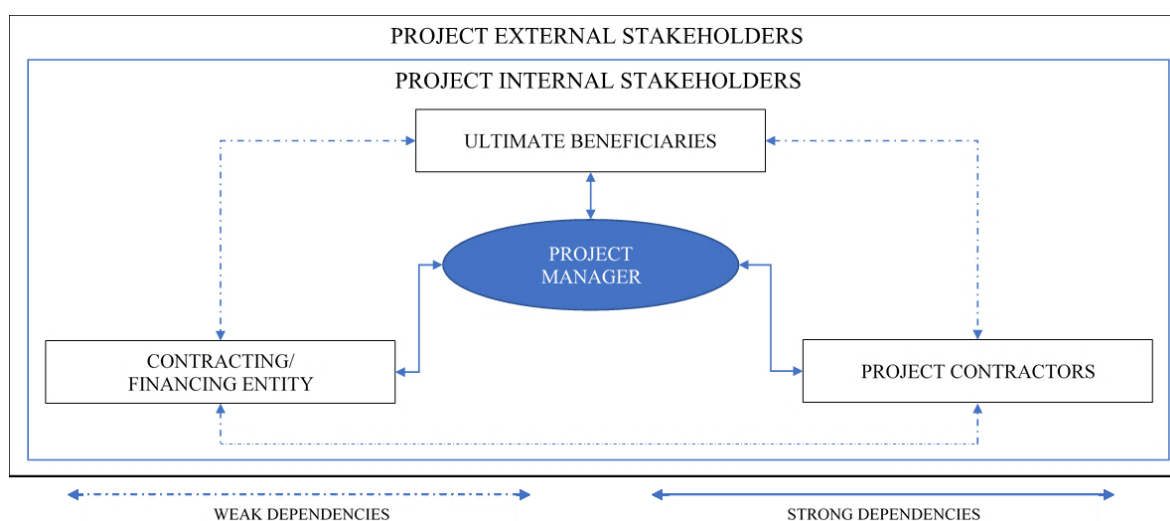 PROJECT EXTERNAL STAKEHOLDERS
PROJECT INTERNAL STAKEHOLDERS
ULTIMATE BENEFICIARIES
PROJECT
MANAGER
CONTRACTING/
FINANCING ENTITY
PROJECT CONTRACTORS
WEAK DEPENDENCIES
STRONG DEPENDENCIES